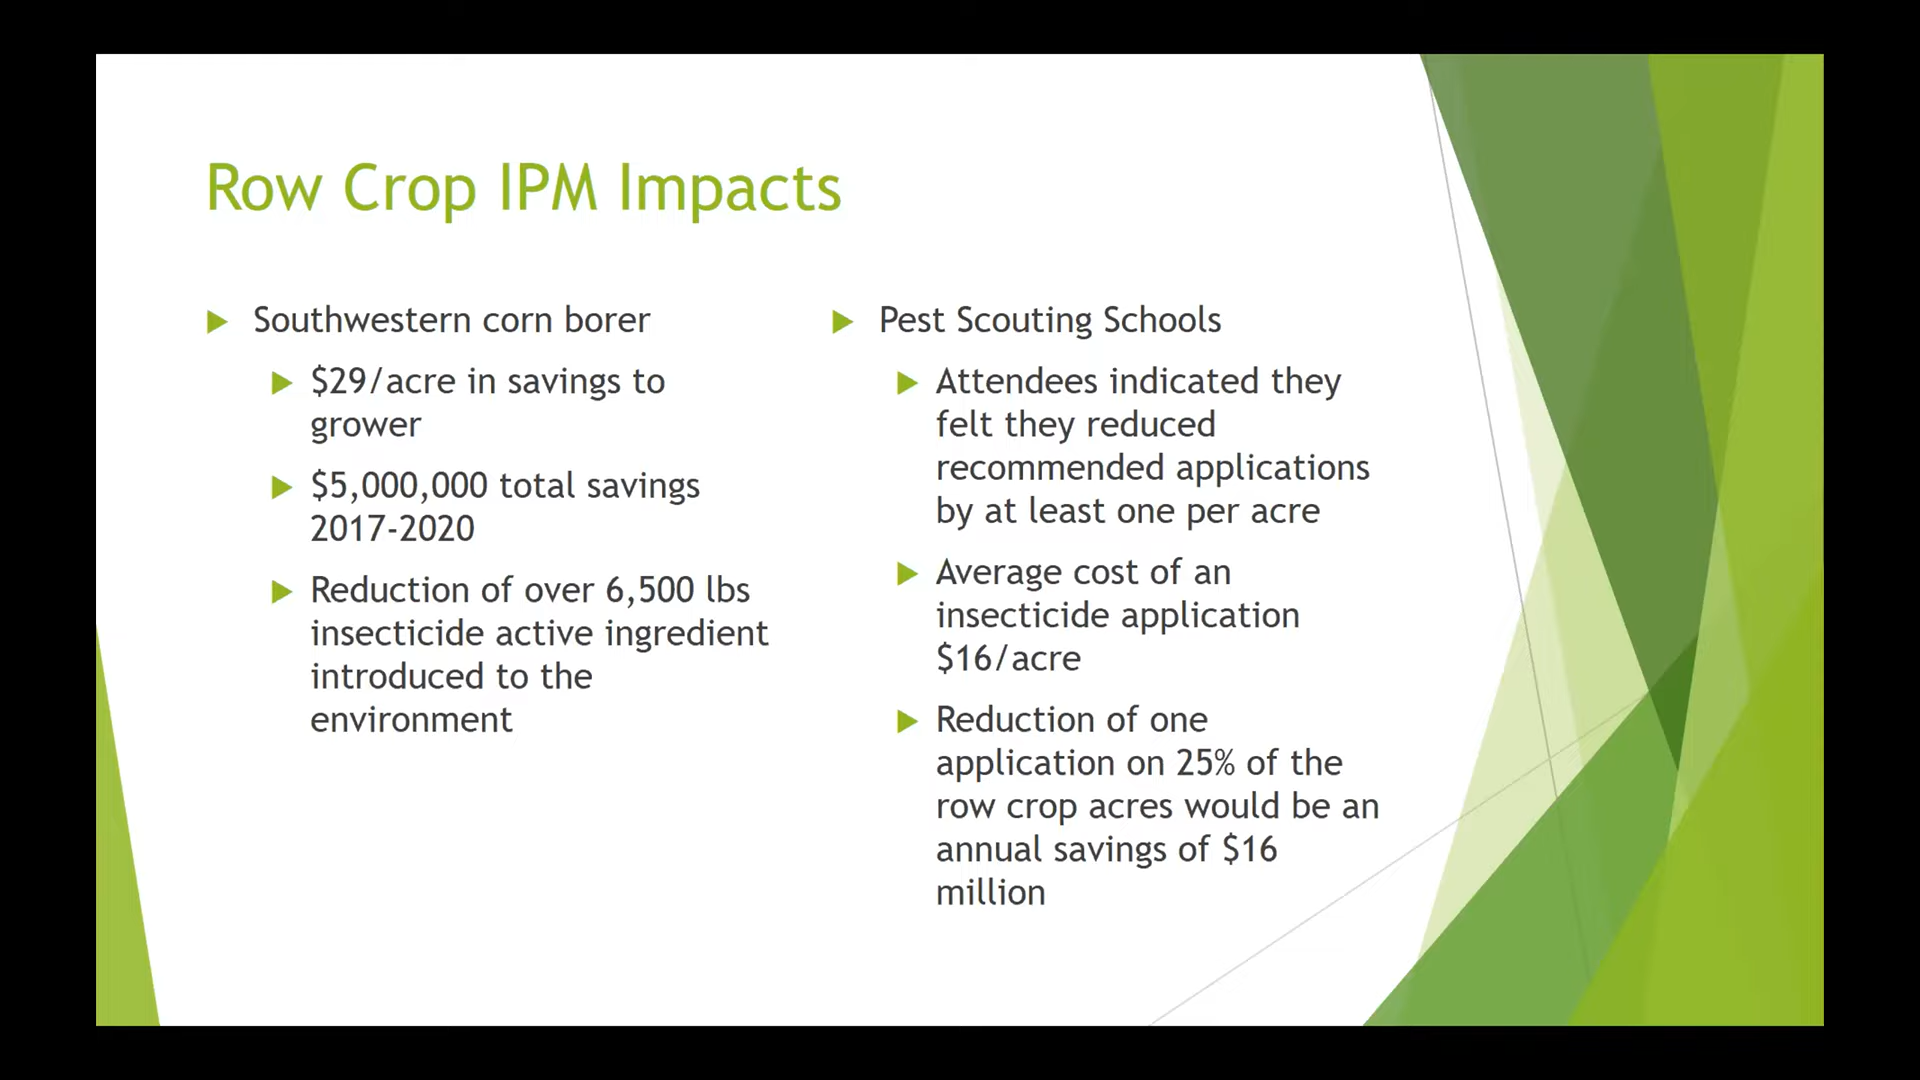 Row Crop IPM Impacts
Southwestern corn borer
$29/acre in savings to
grower
$5,000,000 total savings
2017-2020
Reduction of over 6,500 lbs
insecticide active ingredient
introduced to the
environment
Pest Scouting Schools
Attendees indicated they
felt they reduced
recommended applications
by at least one per acre
Average cost of an
insecticide application
$16/acre
Reduction of one
application on 25% of the
row crop acres would be an
annual savings of $16
million